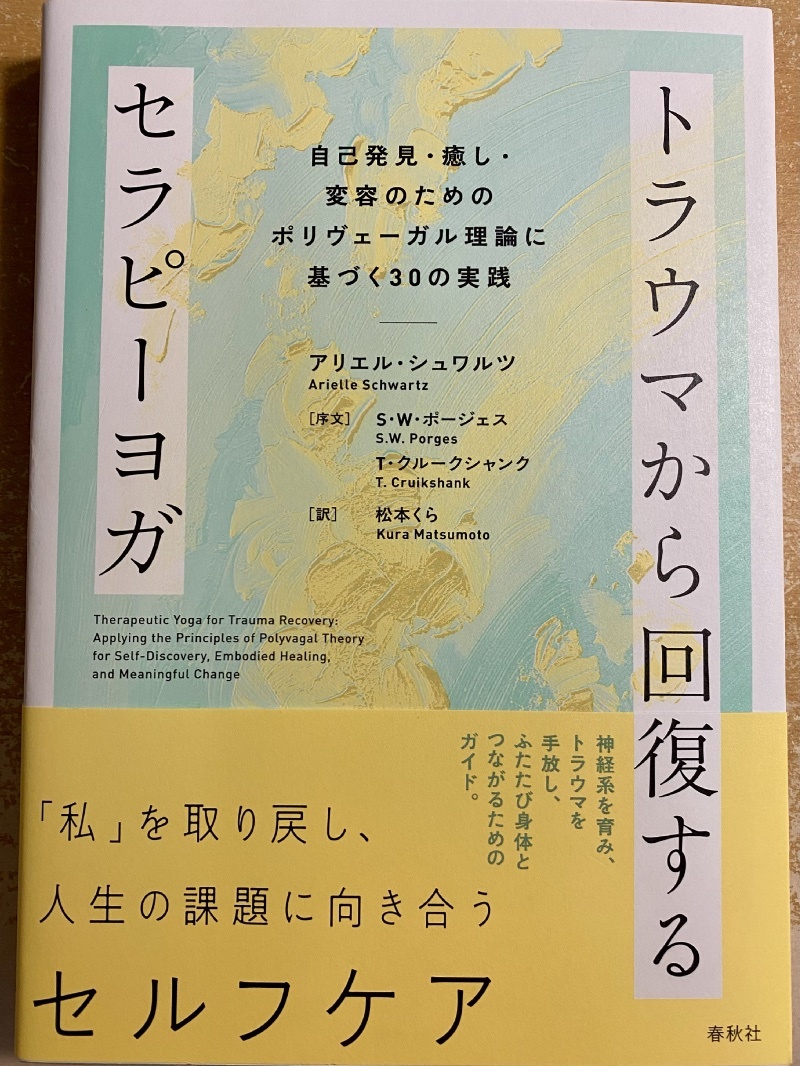 トラウマから回復する
セラピーヨガ
自己発見・癒し・
変容のための
ポリヴェーガル理論に
基づく30の実践
アリエル・シュワルツ
Arielle Schwartz
［序文］ S・W・ポージェス
S.W. Porges
T・クルークシャンク
T. Cruikshank
［訳］ 松本くら
Kura Matsumoto
Therapeutic Yoga for Trauma Recovery:
Applying the Principles of Polyvagal Theory
for Self-Discovery, Embodied Healing,
and Meaningful Change
神経系を育み、
トラウマを
手放し、
ふたたび身体と
つながるための
ガイド。
「私」を取り戻し、
人生の課題に向き合う
セルフケア
春秋社